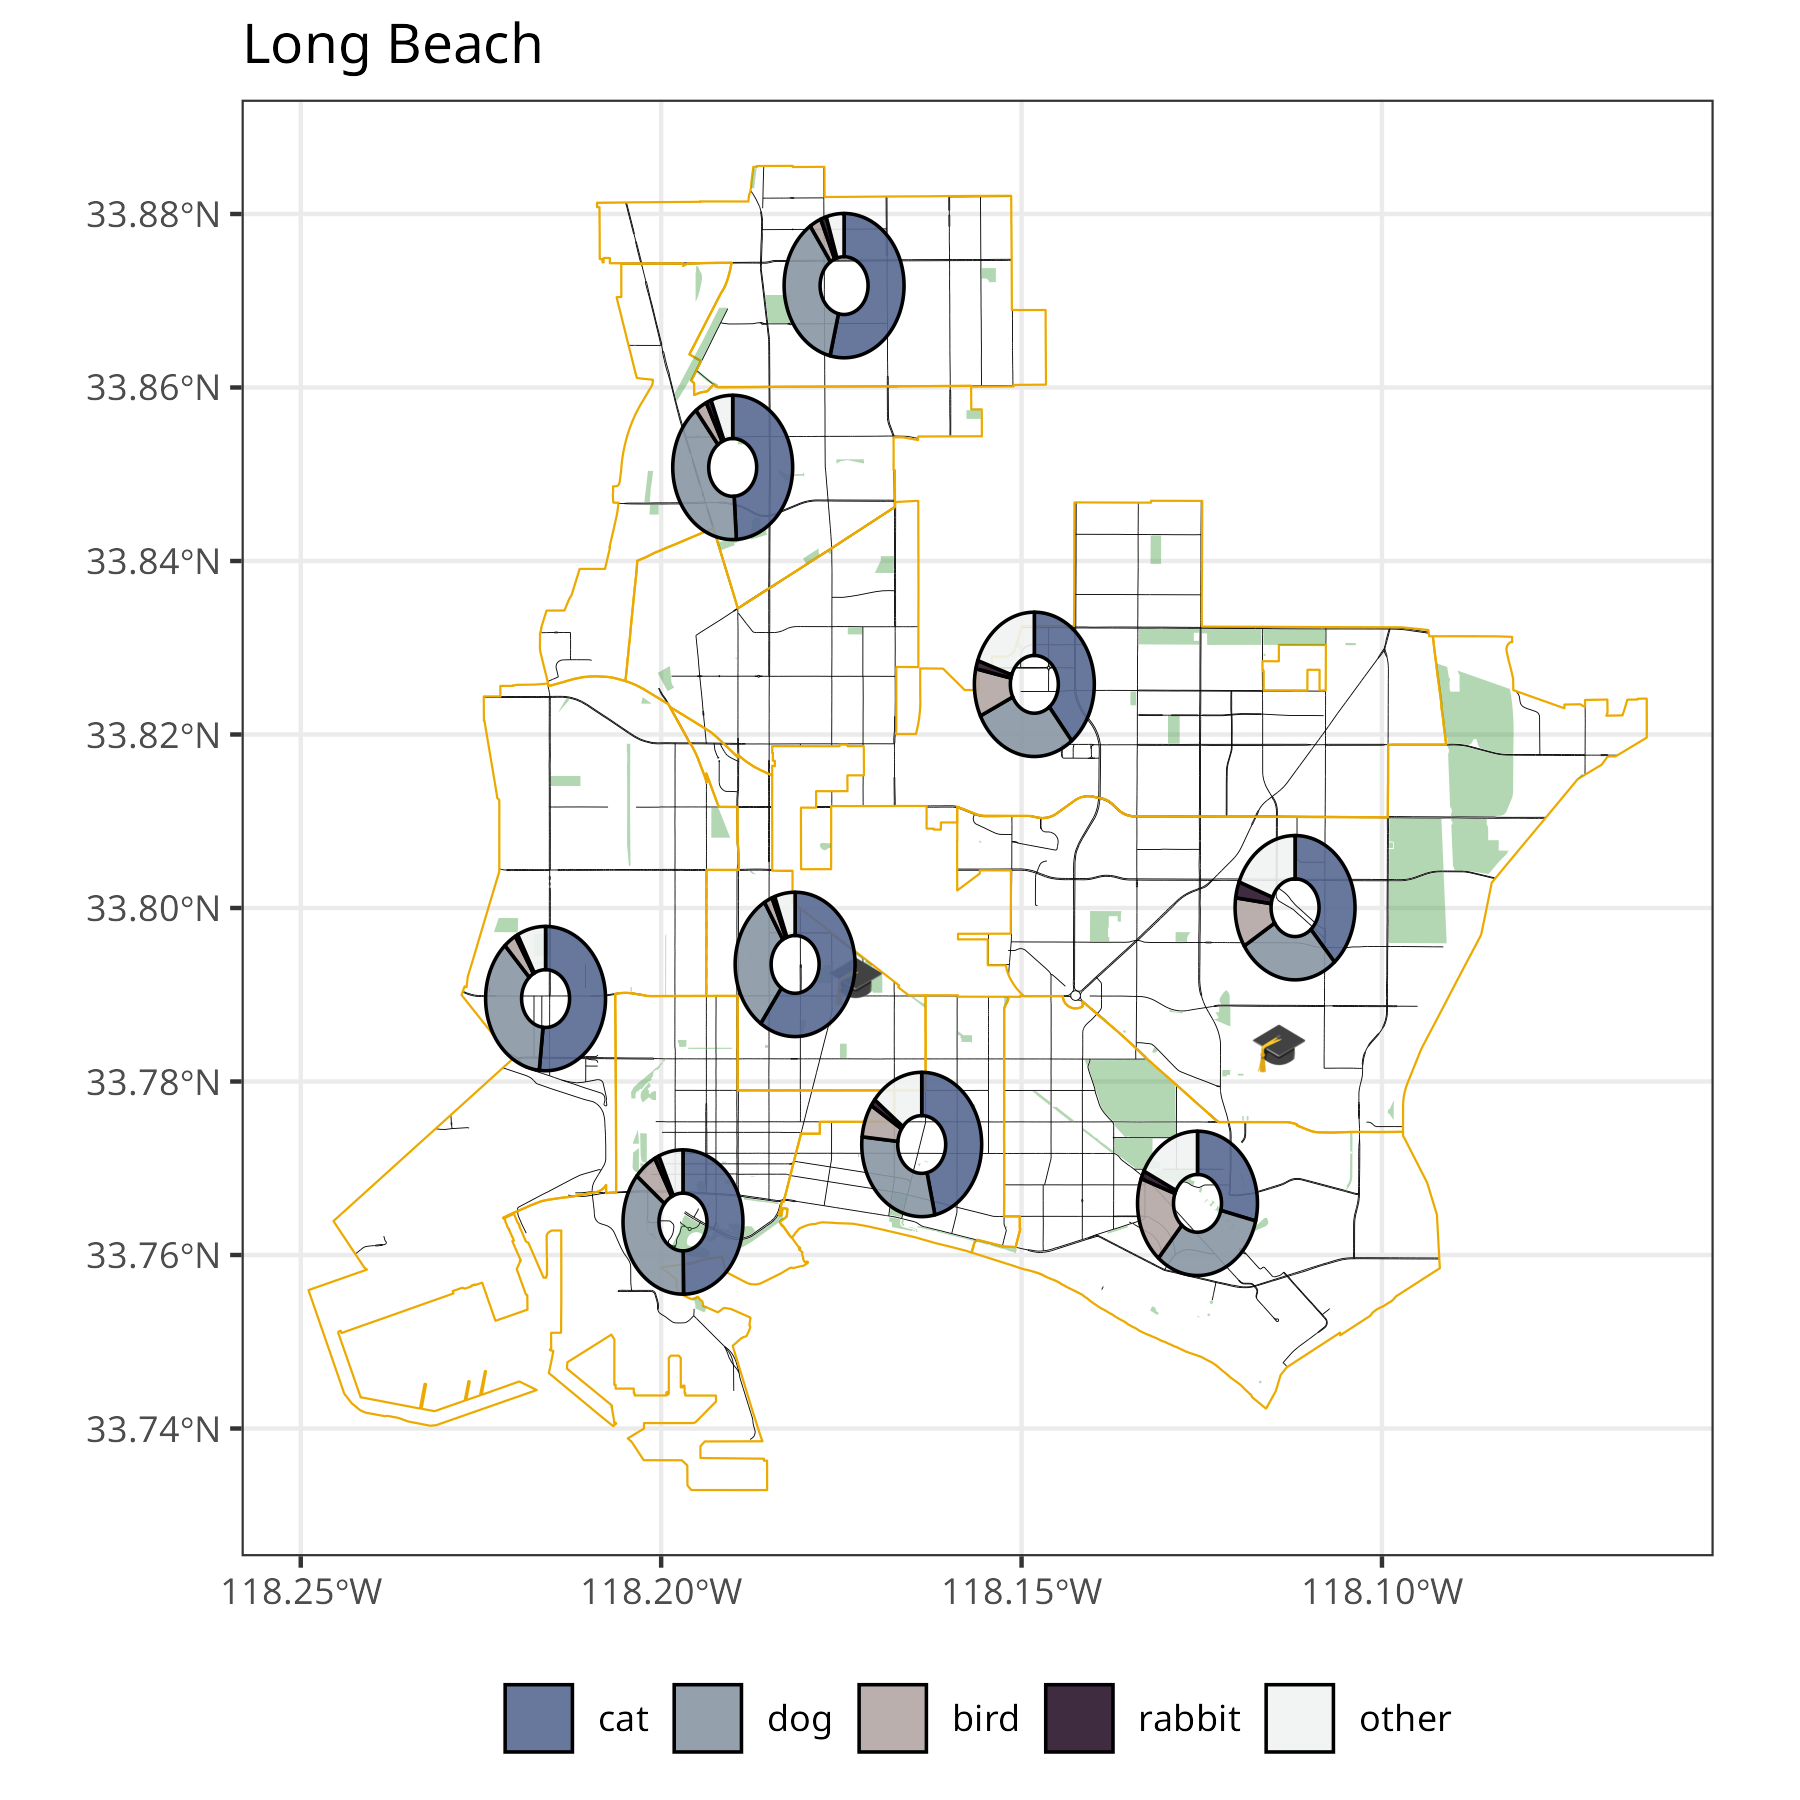 Long Beach
33.88°N
33.86°N
33.84°N
33.82°N
33.80°N
33.78°N
33.76°N
33.74°N
118.25°W 118.20°W 118.15°W 118.10°W
cat dog bird rabbit other